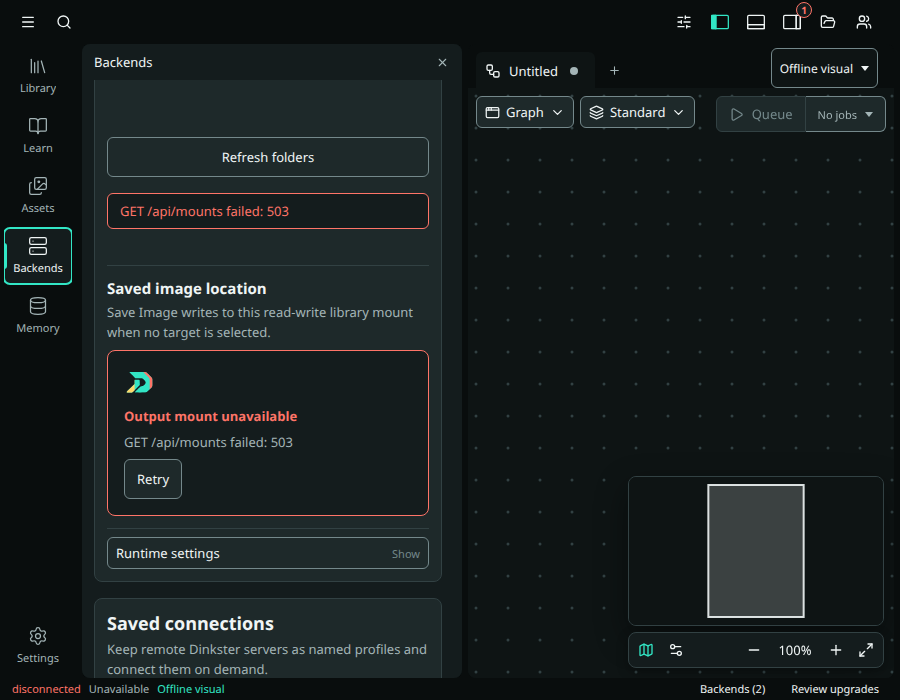 1
Library
Learn
Assets
Backends
Memory
Settings
Backends
Refresh folders
GET /api/mounts failed: 503
Saved image location
Save Image writes to this read-write library mount
when no target is selected.
Output mount unavailable
GET /api/mounts failed: 503
Retry
Runtime settings
Show
Saved connections
Keep remote Dinkster servers as named profiles and
connect them on demand.
Untitled
Offline visual
Graph
Standard
Queue
No jobs
100%
disconnected Unavailable Offline visual
Backends (2) Review upgrades